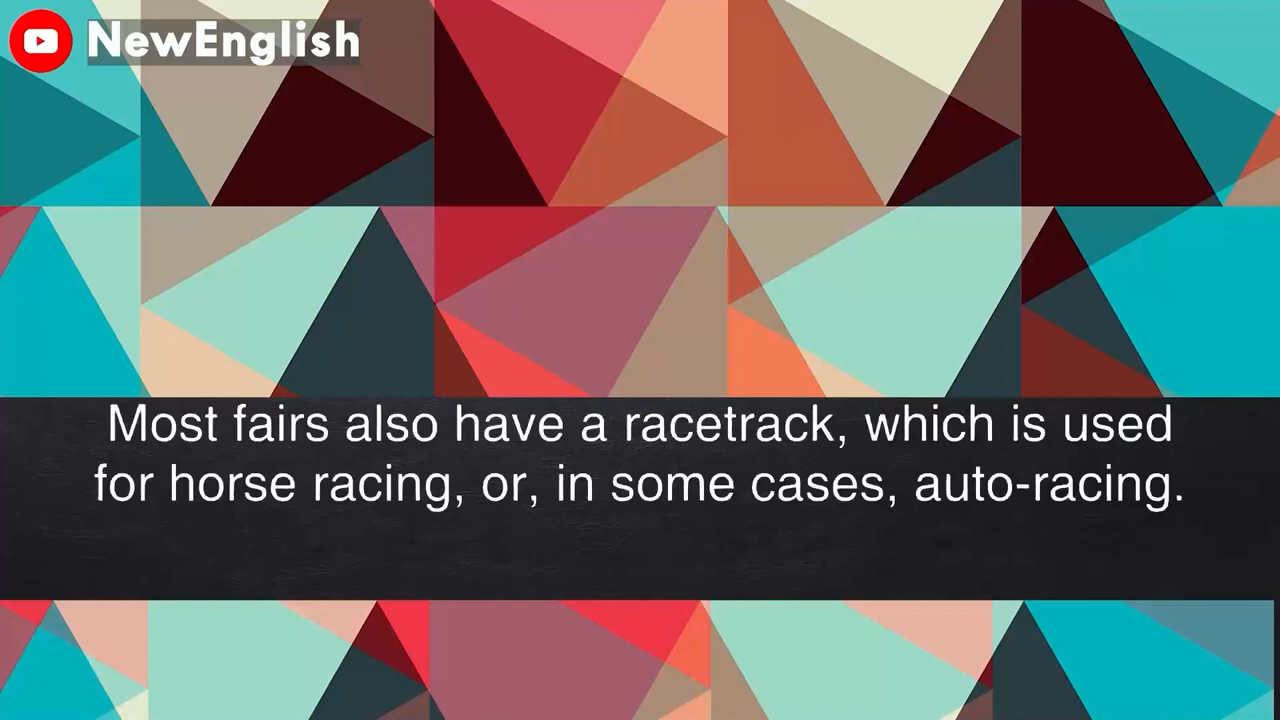 NewEnglish
Most fairs also have a racetrack, which is used
for horse racing, or, in some cases, auto-racing.